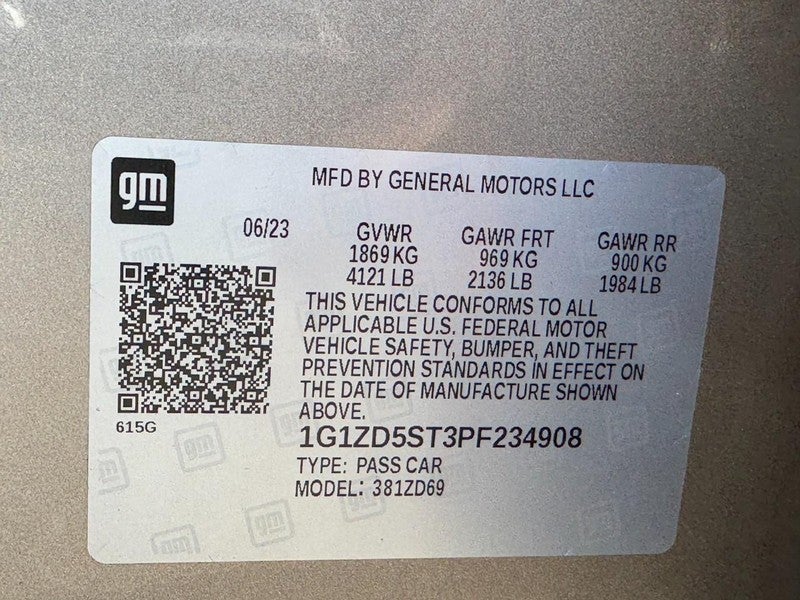 gm
MFD BY GENERAL MOTORS LLC
06/23
GVWR
1869 KG
4121 LB
GAWR FRT
969 KG
2136 LB
GAWR RR
900 KG
1984 LB
THIS VEHICLE CONFORMS TO ALL
APPLICABLE U.S. FEDERAL MOTOR
VEHICLE SAFETY, BUMPER, AND THEFT
PREVENTION STANDARDS IN EFFECT ON
THE DATE OF MANUFACTURE SHOWN
ABOVE.
615G
1G1ZD5ST3PF234908
TYPE: PASS CAR
MODEL: 381ZD69